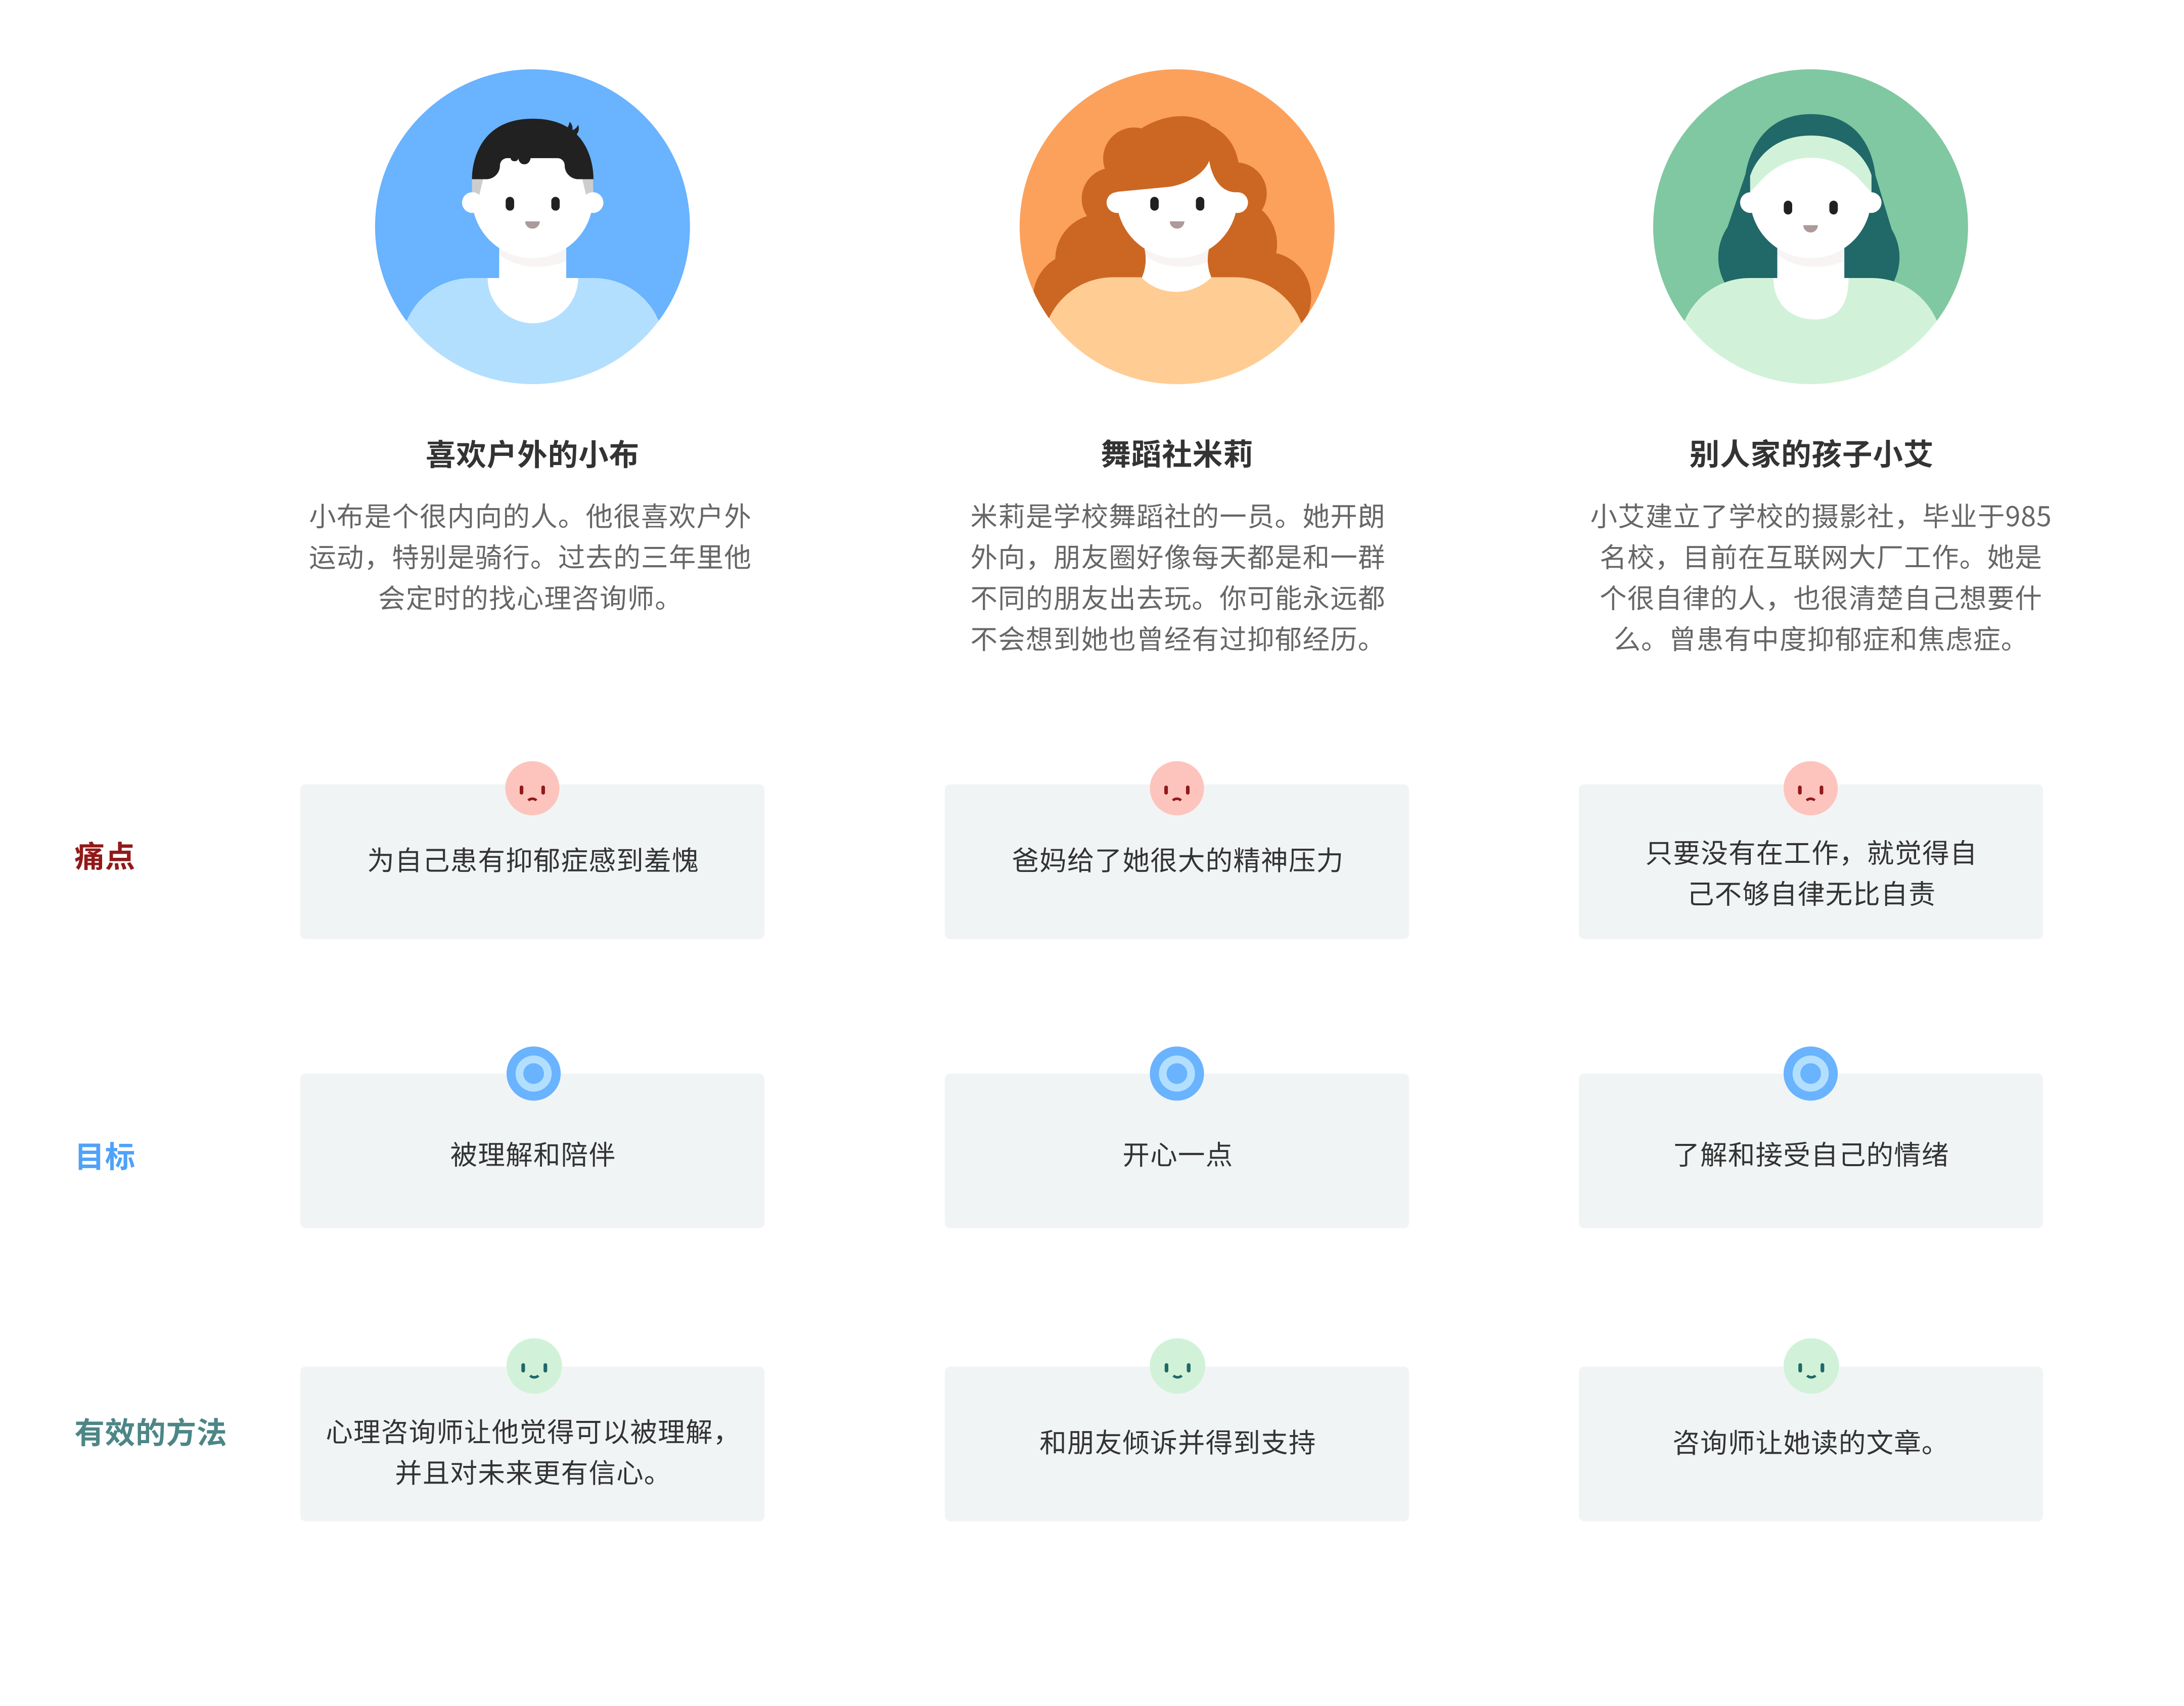 喜欢户外的小布
小布是个很内向的人。他很喜欢户外
运动，特别是骑行。过去的三年里他
会定时的找心理咨询师。
舞蹈社米莉
米莉是学校舞蹈社的一员。她开朗
外向，朋友圈好像每天都是和一群
不同的朋友出去玩。你可能永远都
不会想到她也曾经有过抑郁经历。
别人家的孩子小艾
小艾建立了学校的摄影社，毕业于985
名校，目前在互联网大厂工作。她是
个很自律的人，也很清楚自己想要什
么。曾患有中度抑郁症和焦虑症。
痛点
为自己患有抑郁症感到羞愧
爸妈给了她很大的精神压力
只要没有在工作，就觉得自
己不够自律无比自责
目标
被理解和陪伴
开心一点
了解和接受自己的情绪
有效的方法
心理咨询师让他觉得可以被理解，
并且对未来更有信心。
和朋友倾诉并得到支持
咨询师让她读的文章。